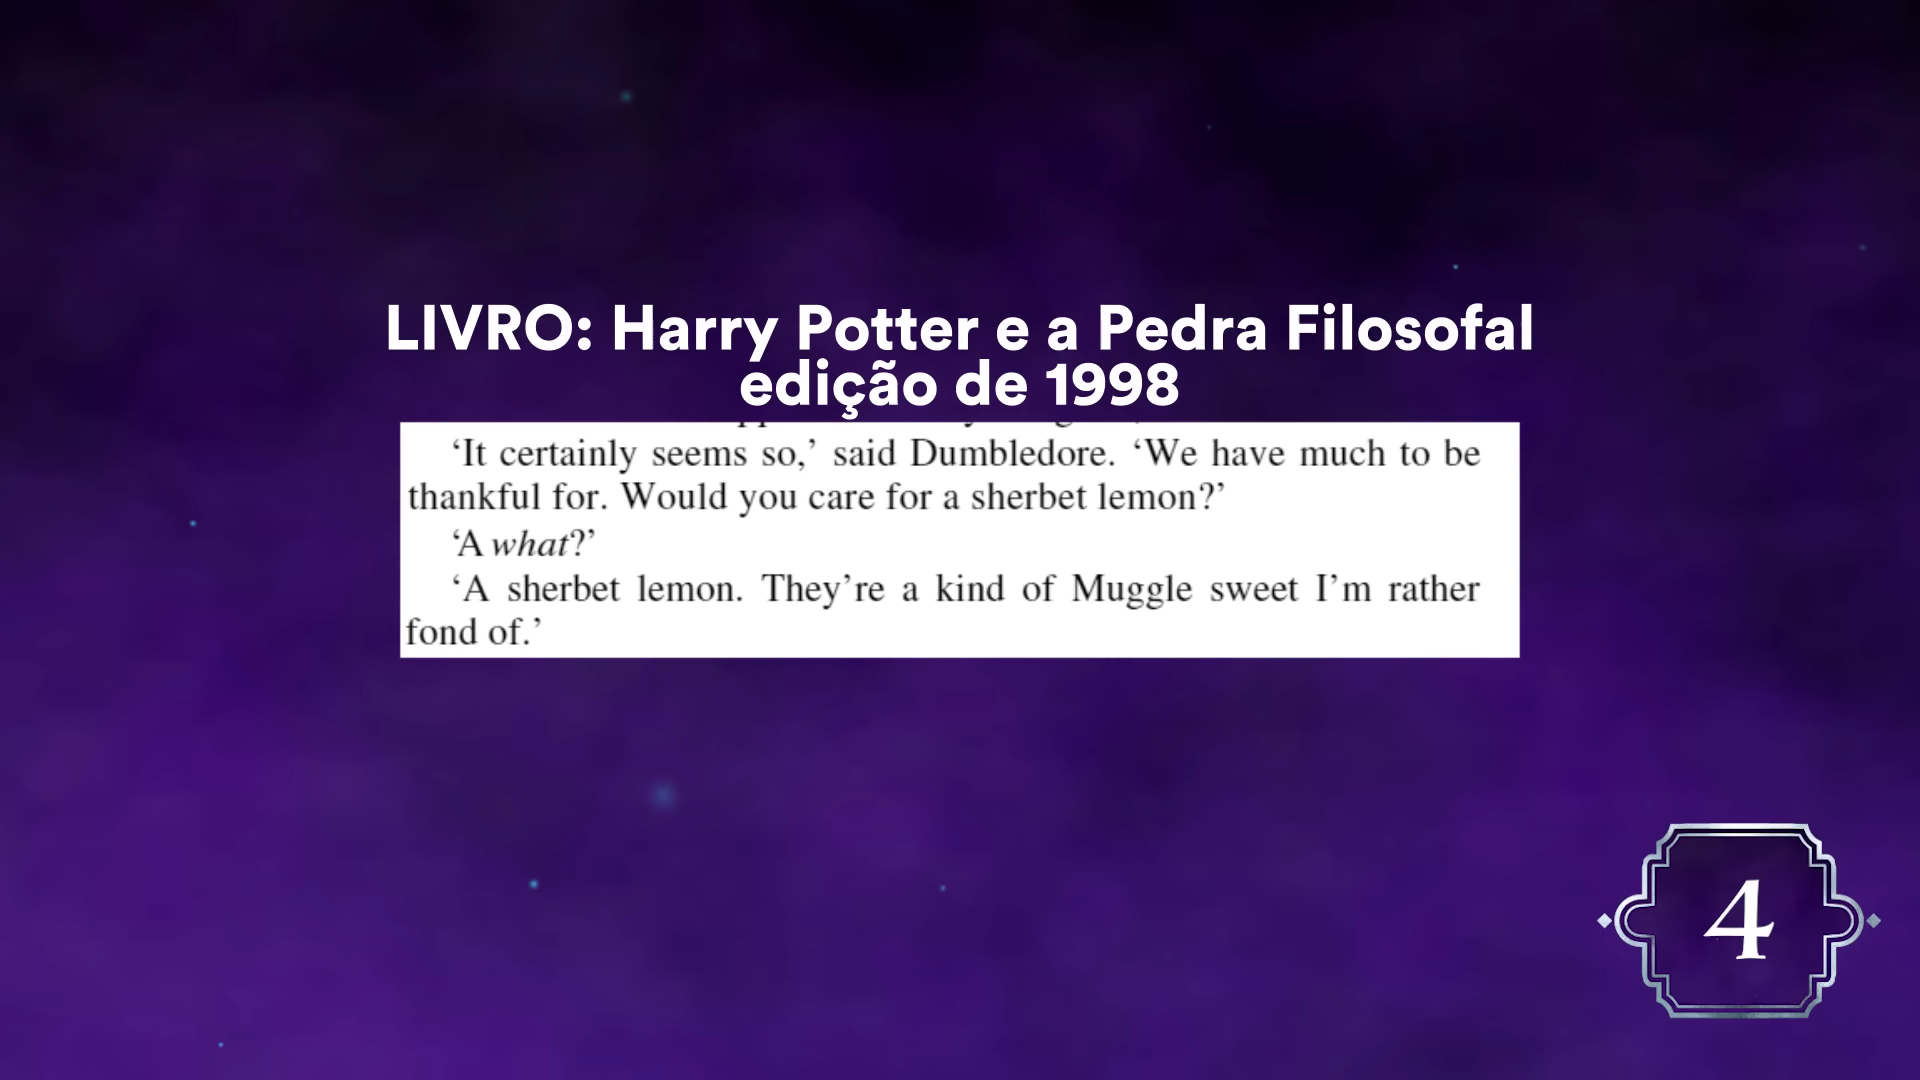 LIVRO: Harry Potter e a Pedra Filosofal
edição de 1998
‘It certainly seems so,’ said Dumbledore. ‘We have much to be
thankful for. Would you care for a sherbet lemon?’
‘A what?’
‘A sherbet lemon. They’re a kind of Muggle sweet I’m rather
fond of.’
4